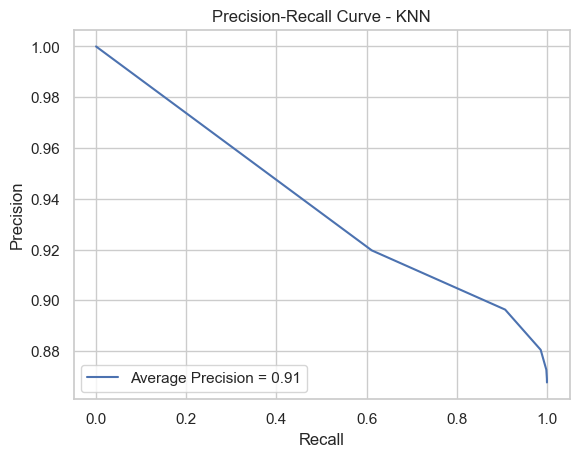 Precision-Recall Curve - KNN
1.00
0.98
0.96
0.94
0.92
0.90
0.88
Precision
Average Precision = 0.91
0.0 0.2 0.4 0.6 0.8 1.0
Recall